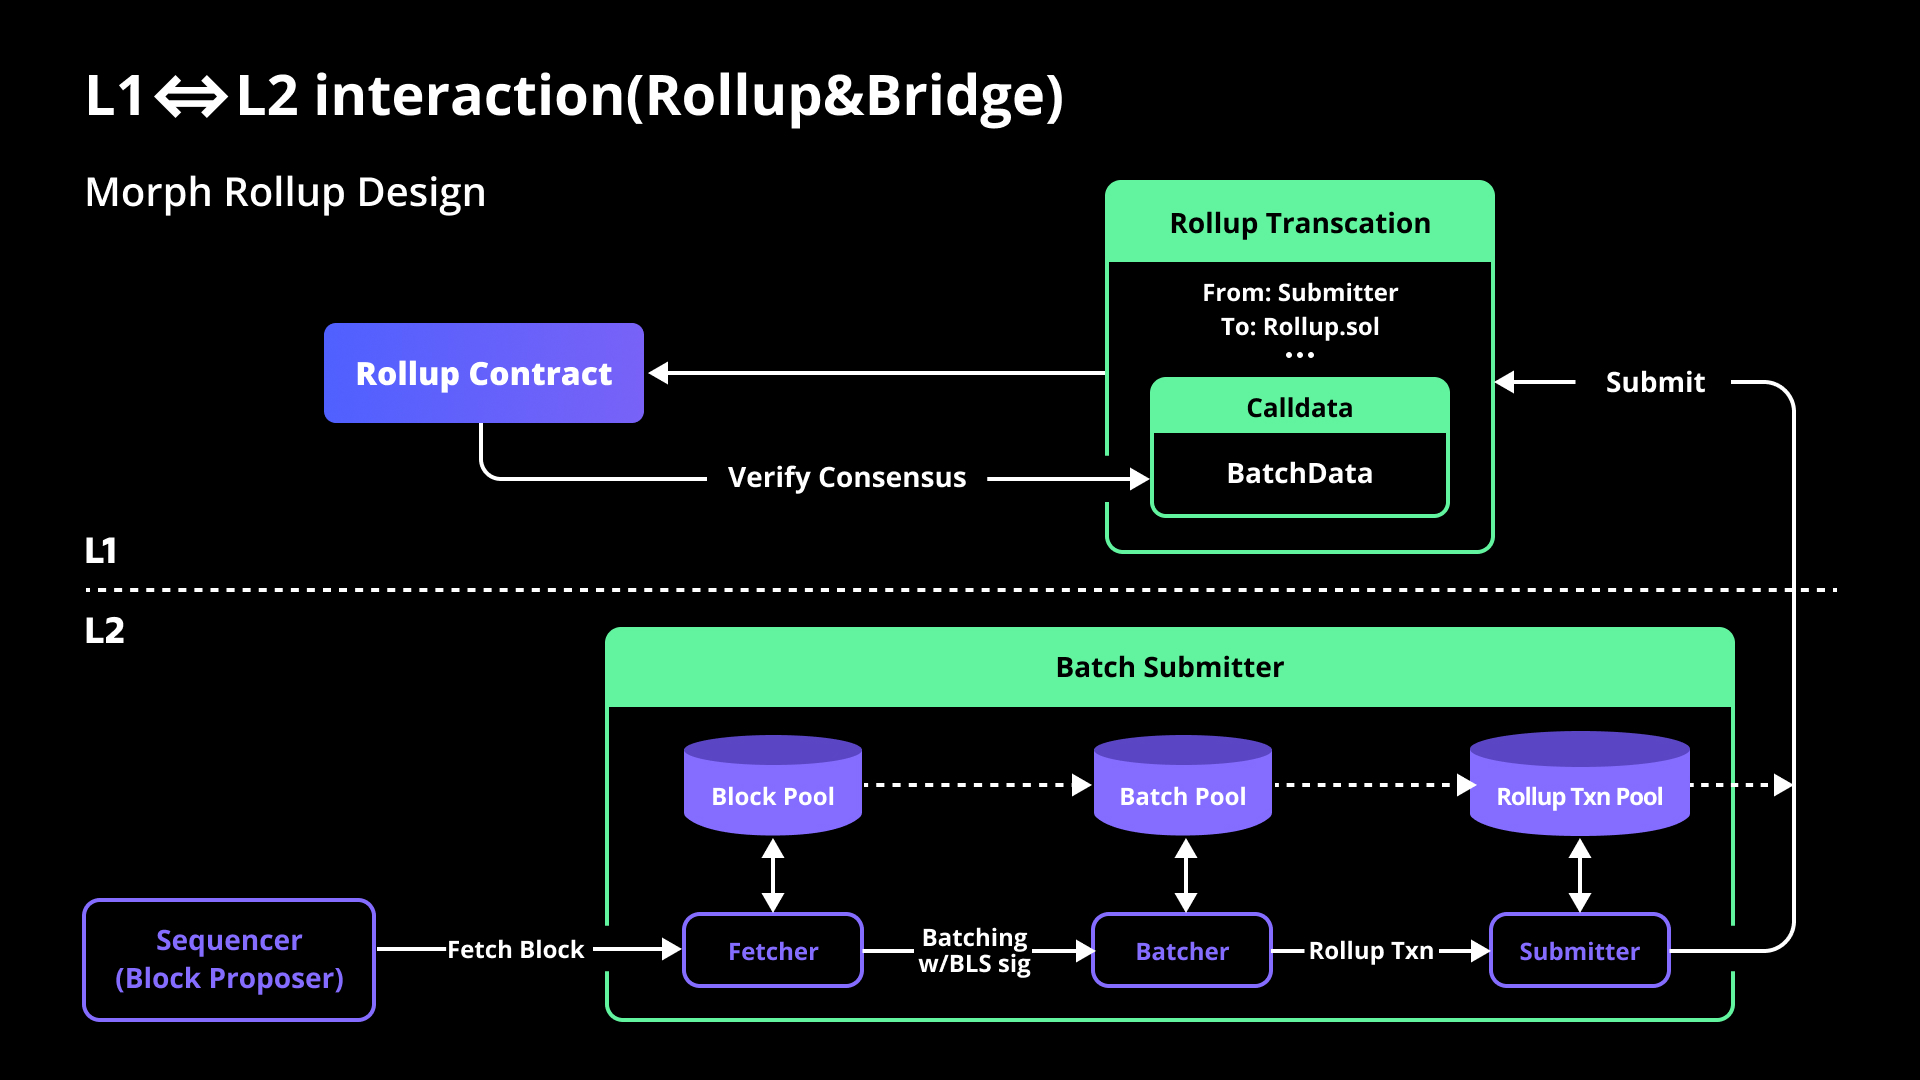 L1⇔L2 interaction(Rollup&Bridge)
Morph Rollup Design
Rollup Transcation
From: Submitter
To: Rollup.sol
...
Calldata
BatchData
Rollup Contract
Submit
Verify Consensus
L1
L2
Batch Submitter
Block Pool
Batch Pool
Rollup Txn Pool
Sequencer
(Block Proposer)
Fetch Block
Fetcher
Batching
w/BLS sig
Batcher
Rollup Txn
Submitter